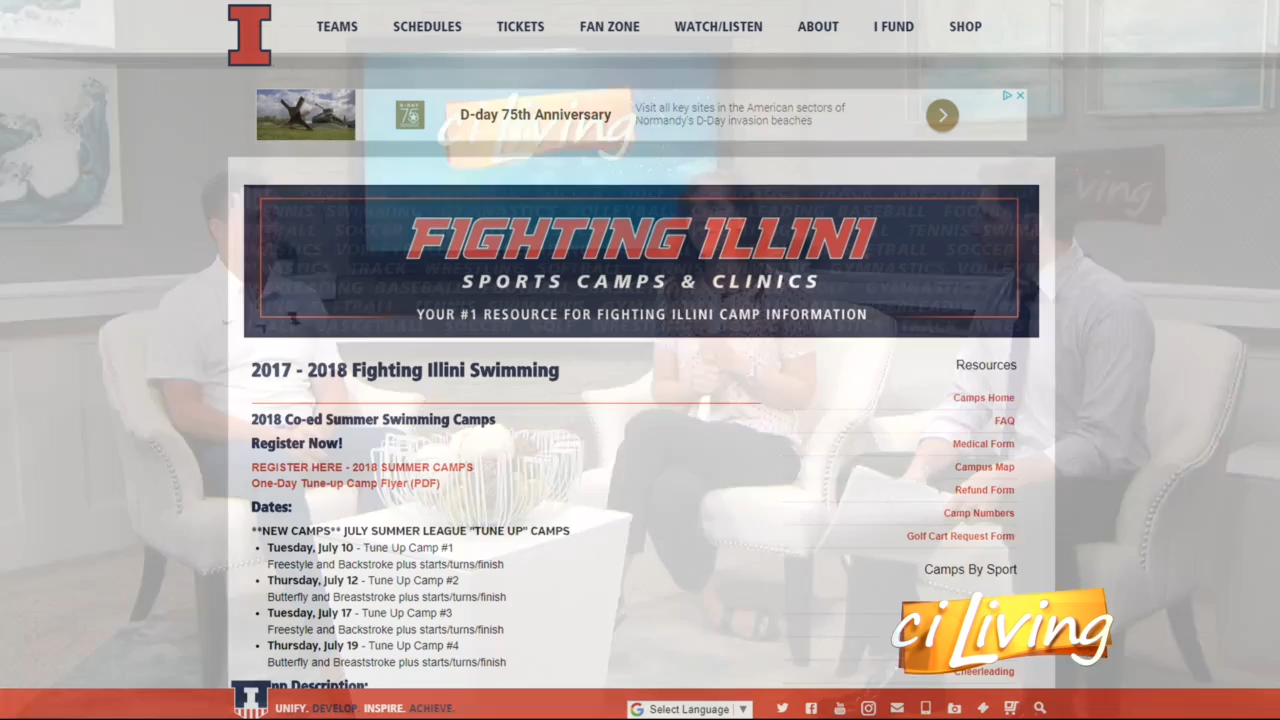 I
TEAMS SCHEDULES TICKETS FAN ZONE WATCH/LISTEN ABOUT I FUND SHOP
D-DAY
75
D-day 75th Anniversary
Visit all key sites in the American sectors of
Normandy's D-Day invasion beaches
ci Living
living
FIGHTING ILLINI
SPORTS CAMPS & CLINICS
YOUR #1 RESOURCE FOR FIGHTING ILLINI CAMP INFORMATION
2017 - 2018 Fighting Illini Swimming
2018 Co-ed Summer Swimming Camps
Register Now!
REGISTER HERE - 2018 SUMMER CAMPS
One-Day Tune-up Camp Flyer (PDF)
Dates:
**NEW CAMPS** JULY SUMMER LEAGUE "TUNE UP" CAMPS
• Tuesday, July 10 - Tune Up Camp #1
Freestyle and Backstroke plus starts/turns/finish
• Thursday, July 12 - Tune Up Camp #2
Butterfly and Breaststroke plus starts/turns/finish
• Tuesday, July 17 - Tune Up Camp #3
Freestyle and Backstroke plus starts/turns/finish
• Thursday, July 19 - Tune Up Camp #4
Butterfly and Breaststroke plus starts/turns/finish
Description:
Resources
Camps Home
FAQ
Medical Form
Campus Map
Refund Form
Camp Numbers
Golf Cart Request Form
Camps By Sport
Cheerleading
ci Living
I
UNIFY. DEVELOP. INSPIRE. ACHIEVE.
G Select Language ▼